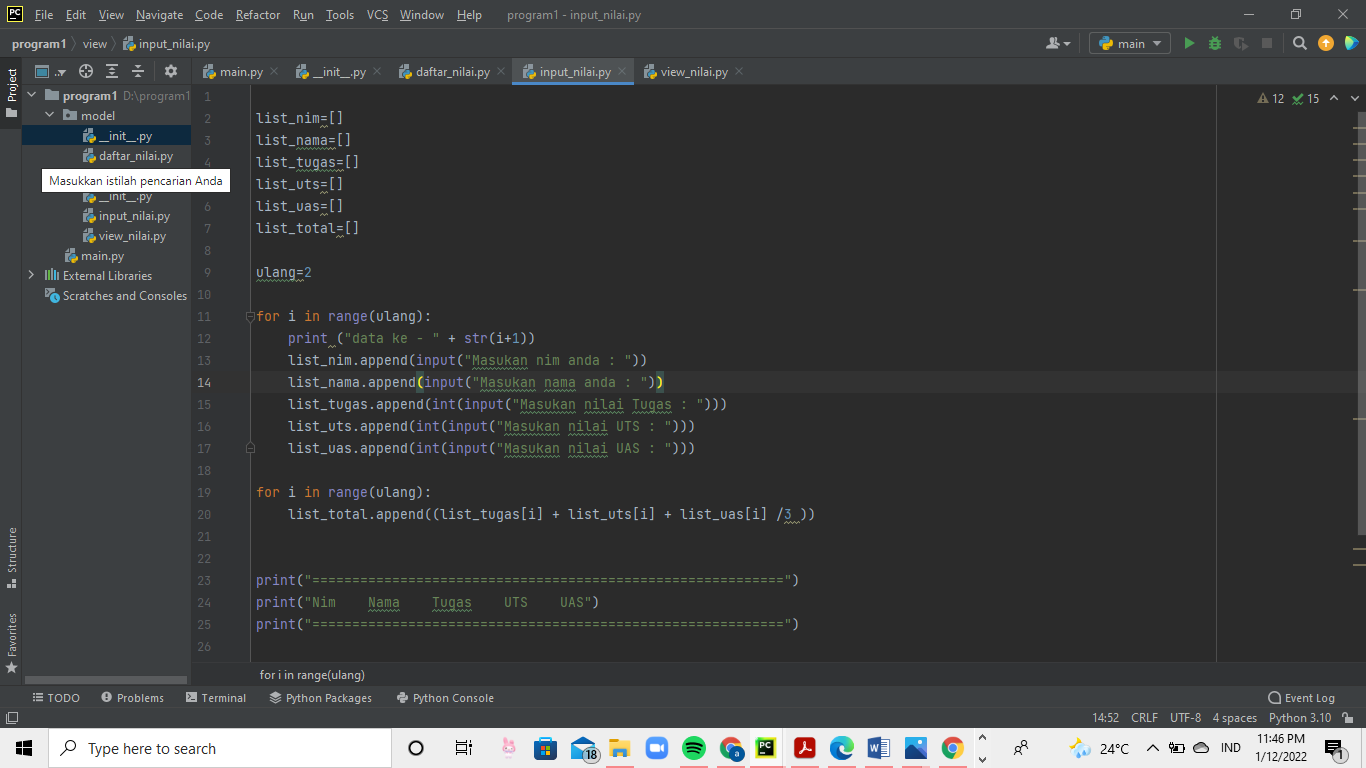 PC File Edit View Navigate Code Refactor Run Tools VCS Window Help program1 - input_nilai.py
program1 view input_nilai.py main
Project
main.py __init__.py daftar_nilai.py input_nilai.py view_nilai.py
program1 D:\program1
model
__init__.py
daftar_nilai.py
Masukkan istilah pencarian Anda
__init__.py
input_nilai.py
view_nilai.py
main.py
External Libraries
Scratches and Consoles
Structure
Favorites
12 15
1
2 list_nim=[]
3 list_nama=[]
4 list_tugas=[]
list_uts=[]
6 list_uas=[]
7 list_total=[]
8
9 ulang=2
10
11 for i in range(ulang):
12 print ("data ke - " + str(i+1))
13 list_nim.append(input("Masukan nim anda : "))
14 list_nama.append(input("Masukan nama anda : "))
15 list_tugas.append(int(input("Masukan nilai Tugas : ")))
16 list_uts.append(int(input("Masukan nilai UTS : ")))
17 list_uas.append(int(input("Masukan nilai UAS : ")))
18
19 for i in range(ulang):
20 list_total.append((list_tugas[i] + list_uts[i] + list_uas[i] /3 ))
21
22
23 print("===========================================================")
24 print("Nim    Nama    Tugas    UTS    UAS")
25 print("===========================================================")
26
for i in range(ulang)
TODO Problems Terminal Python Packages Python Console Event Log
14:52 CRLF UTF-8 4 spaces Python 3.10
Type here to search
18
PC
W
24°C
IND
11:46 PM
1/12/2022
1